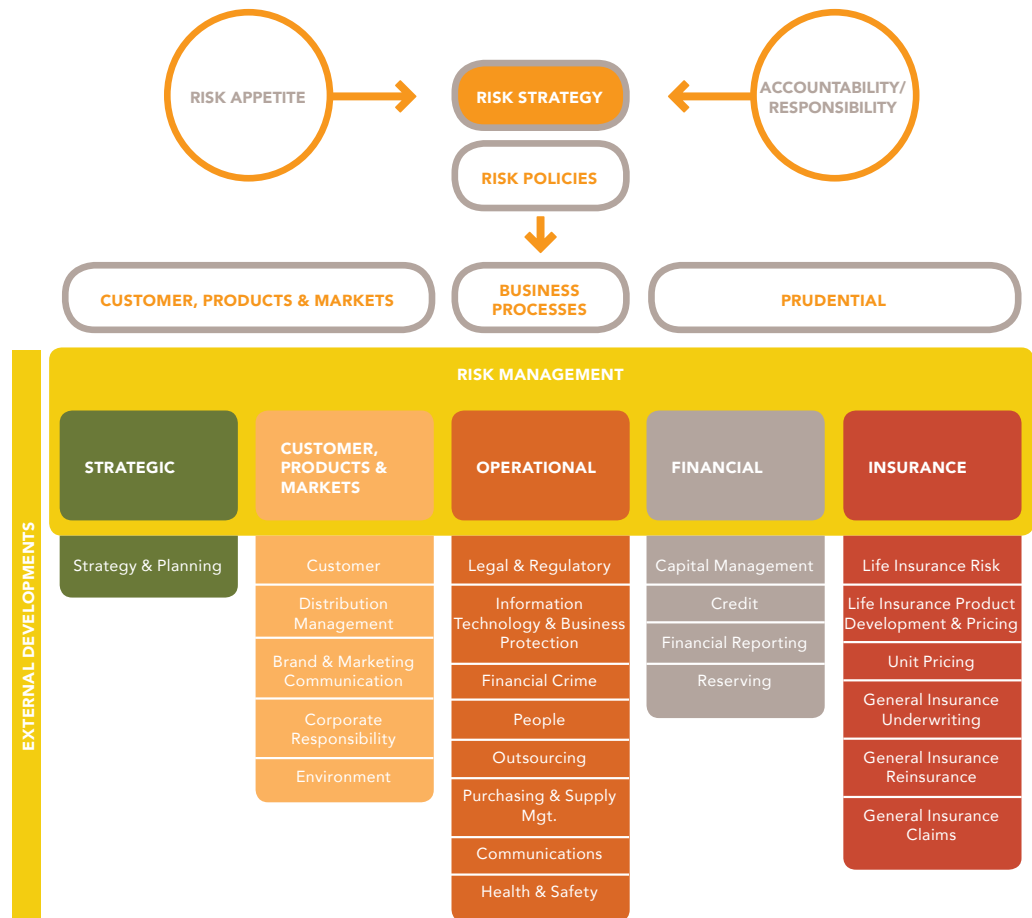 RISK APPETITE
RISK STRATEGY
ACCOUNTABILITY/
RESPONSIBILITY
RISK POLICIES
CUSTOMER, PRODUCTS & MARKETS
BUSINESS
PROCESSES
PRUDENTIAL
EXTERNAL DEVELOPMENTS
RISK MANAGEMENT
STRATEGIC
Strategy & Planning
CUSTOMER,
PRODUCTS &
MARKETS
Customer
Distribution
Management
Brand & Marketing
Communication
Corporate
Responsibility
Environment
OPERATIONAL
Legal & Regulatory
Information
Technology & Business
Protection
Financial Crime
People
Outsourcing
Purchasing & Supply
Mgt.
Communications
Health & Safety
FINANCIAL
Capital Management
Credit
Financial Reporting
Reserving
INSURANCE
Life Insurance Risk
Life Insurance Product
Development & Pricing
Unit Pricing
General Insurance
Underwriting
General Insurance
Reinsurance
General Insurance
Claims